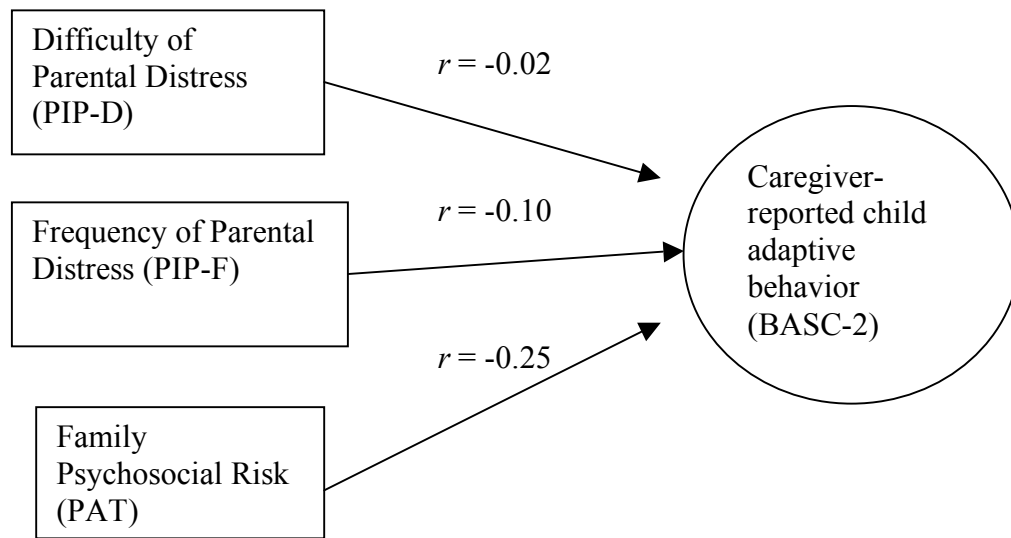 Difficulty of
Parental Distress
(PIP-D)
r = -0.02
Frequency of Parental
Distress (PIP-F)
r = -0.10
Family
Psychosocial Risk
(PAT)
r = -0.25
Caregiver-
reported child
adaptive
behavior
(BASC-2)